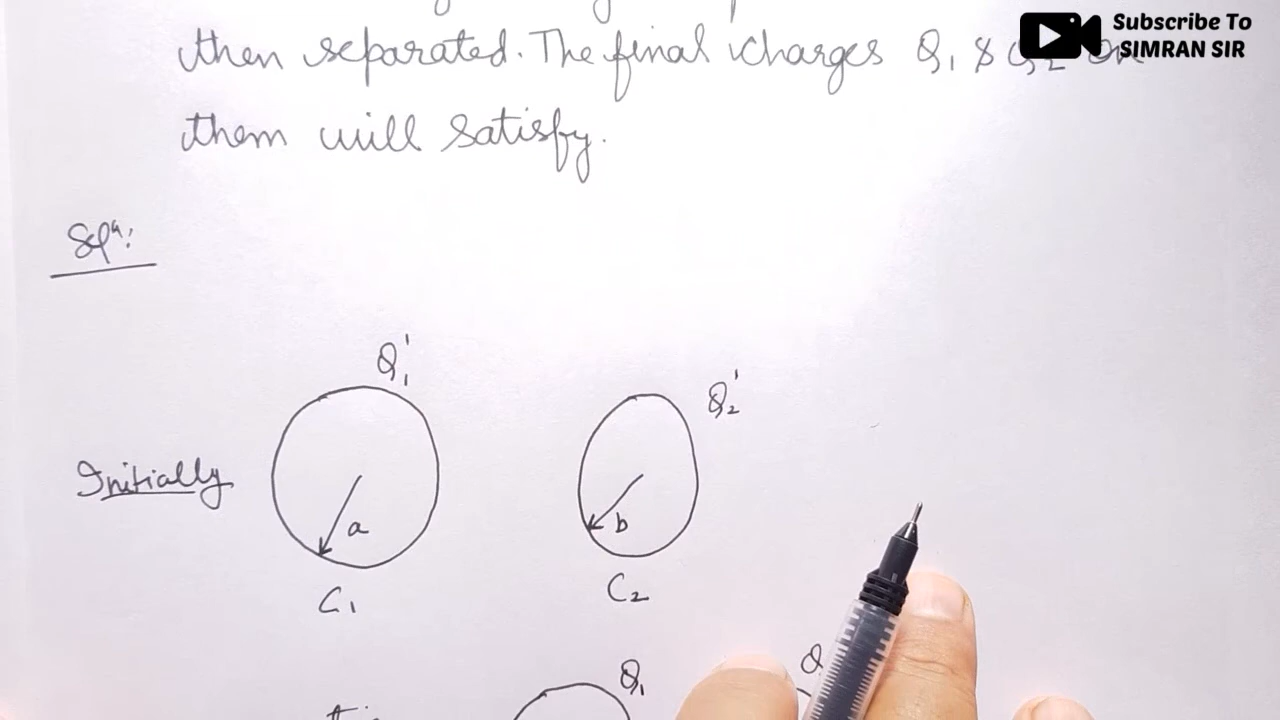 Subscribe To
SIMRAN SIR
then separated. The final charges Q₁ & Q₂ on
them will satisfy.
Solⁿ:
Q₁'
Q₂'
Initially
a
b
C₁
C₂
Q₁
Q